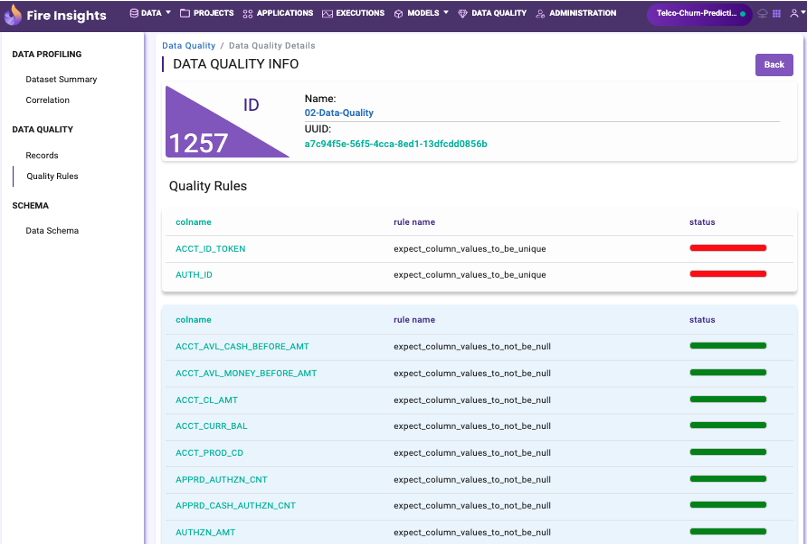 Fire Insights DATA PROJECTS APPLICATIONS EXECUTIONS MODELS DATA QUALITY ADMINISTRATION Telco-Churn-Predicti...
DATA PROFILING
Dataset Summary
Correlation
DATA QUALITY
Records
Quality Rules
SCHEMA
Data Schema
Data Quality / Data Quality Details
DATA QUALITY INFO
Back
ID
1257
Name:
02-Data-Quality
UUID:
a7c94f5e-56f5-4cca-8ed1-13dfcdd0856b
Quality Rules
colname rule name status
ACCT_ID_TOKEN expect_column_values_to_be_unique
AUTH_ID expect_column_values_to_be_unique
colname rule name status
ACCT_AVL_CASH_BEFORE_AMT expect_column_values_to_not_be_null
ACCT_AVL_MONEY_BEFORE_AMT expect_column_values_to_not_be_null
ACCT_CL_AMT expect_column_values_to_not_be_null
ACCT_CURR_BAL expect_column_values_to_not_be_null
ACCT_PROD_CD expect_column_values_to_not_be_null
APPRD_AUTHZN_CNT expect_column_values_to_not_be_null
APPRD_CASH_AUTHZN_CNT expect_column_values_to_not_be_null
AUTHZN_AMT expect_column_values_to_not_be_null